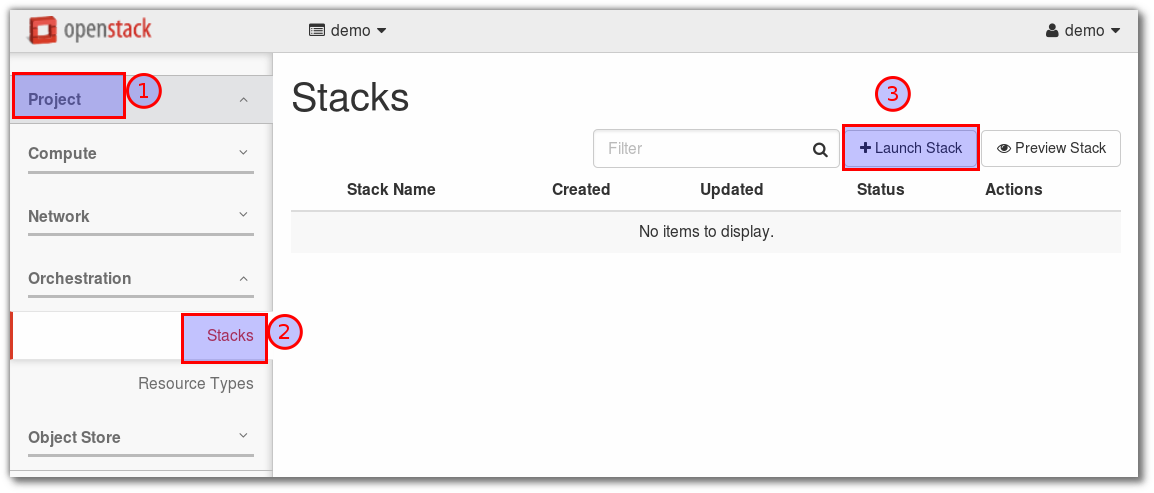 openstack
demo
demo
Project
1
Stacks
3
Filter
Launch Stack
Preview Stack
Compute
Stack Name Created Updated Status Actions
Network
No items to display.
Orchestration
Stacks
2
Resource Types
Object Store